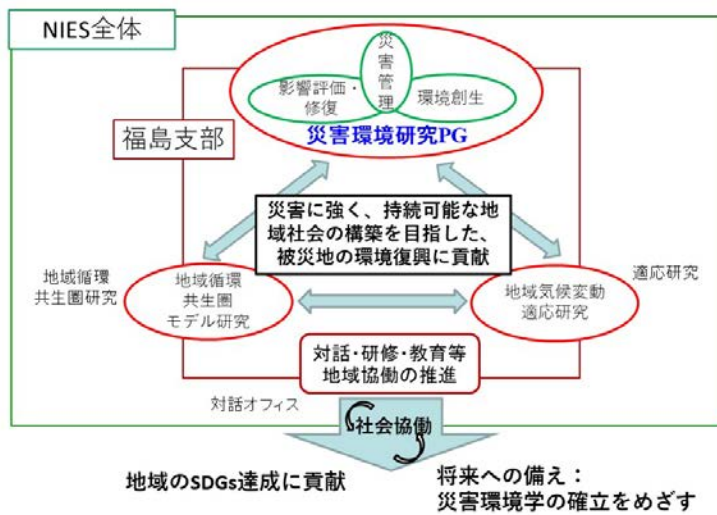 NIES全体
災害管理
影響評価・
修復
環境創生
災害環境研究PG
福島支部
災害に強く、持続可能な地
域社会の構築を目指した、
被災地の環境復興に貢献
地域循環
共生圏研究
地域循環
共生圏
モデル研究
適応研究
地域気候変動
適応研究
対話・研修・教育等
地域協働の推進
対話オフィス
社会協働
地域のSDGs達成に貢献
将来への備え：
災害環境学の確立をめざす